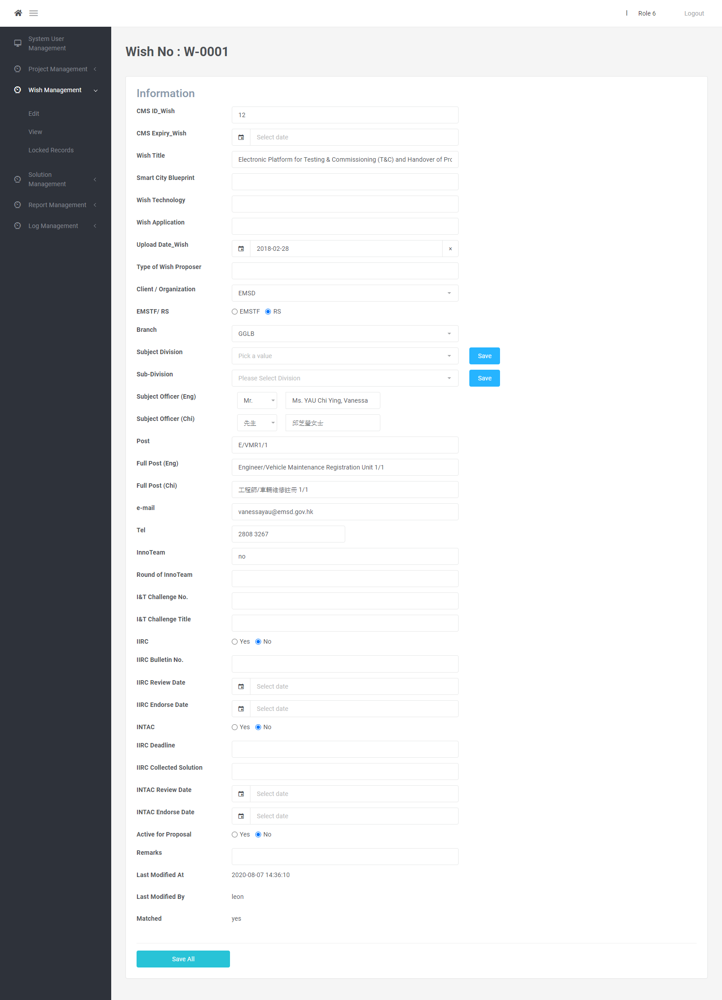 Role 6
Logout
System User
Management
Project Management
Wish Management
Edit
View
Locked Records
Solution
Management
Report Management
Log Management
Wish No : W-0001
Information
CMS ID_Wish
12
CMS Expiry_Wish
Select date
Wish Title
Electronic Platform for Testing & Commissioning (T&C) and Handover of Pro
Smart City Blueprint
Wish Technology
Wish Application
Upload Date_Wish
2018-02-28
×
Type of Wish Proposer
Client / Organization
EMSD
EMSTF/ RS
EMSTF RS
Branch
GGLB
Subject Division
Pick a value
Save
Sub-Division
Please Select Division
Save
Subject Officer (Eng)
Mr.
Ms. YAU Chi Ying, Vanessa
Subject Officer (Chi)
先生
邱芝瑩女士
Post
E/VMR1/1
Full Post (Eng)
Engineer/Vehicle Maintenance Registration Unit 1/1
Full Post (Chi)
工程師/車輛維修註冊 1/1
e-mail
vanessayau@emsd.gov.hk
Tel
2808 3267
InnoTeam
no
Round of InnoTeam
I&T Challenge No.
I&T Challenge Title
IIRC
Yes No
IIRC Bulletin No.
IIRC Review Date
Select date
IIRC Endorse Date
Select date
INTAC
Yes No
IIRC Deadline
IIRC Collected Solution
INTAC Review Date
Select date
INTAC Endorse Date
Select date
Active for Proposal
Yes No
Remarks
Last Modified At
2020-08-07 14:36:10
Last Modified By
leon
Matched
yes
Save All